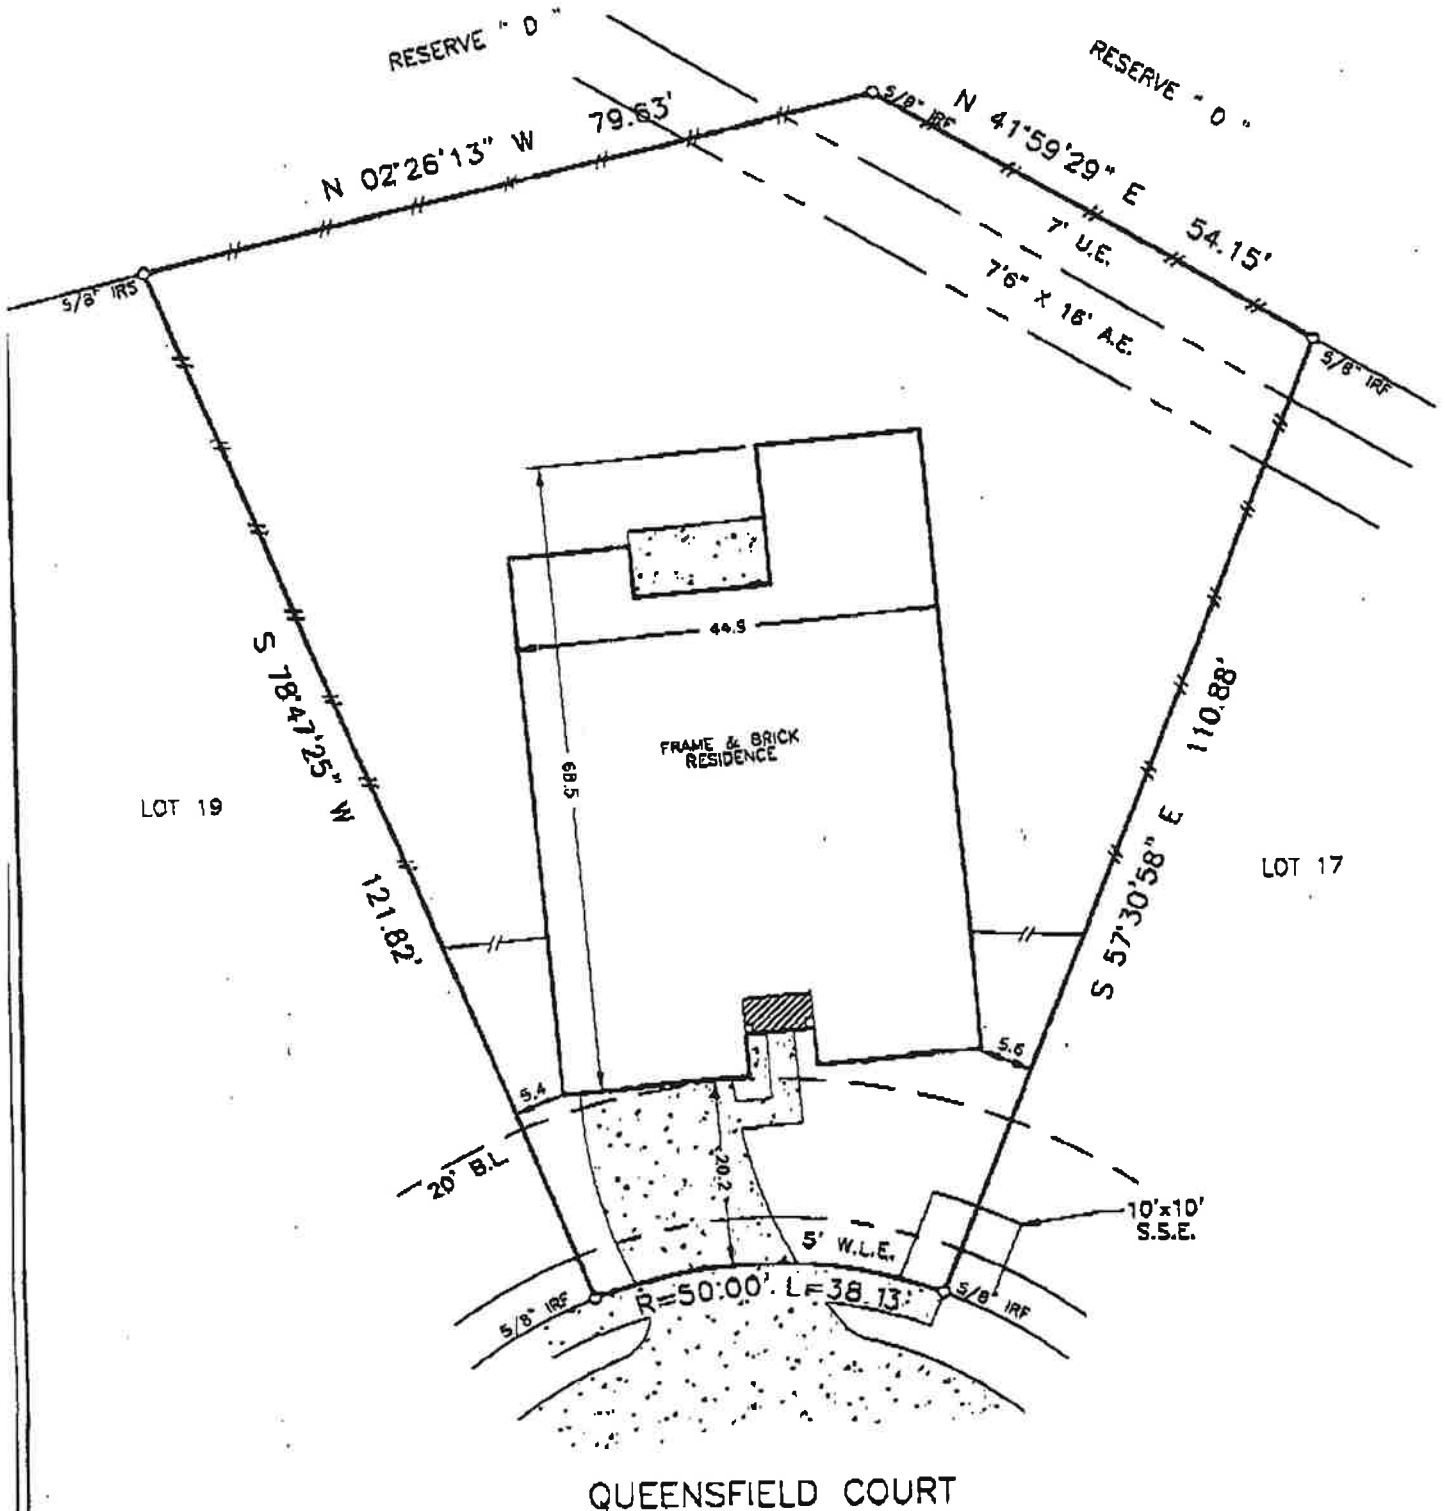 RESERVE " D "
RESERVE " D "
N 02°26'13" W 79.63'
5/8" IRF
N 41°59'29" E 54.15'
7' U.E.
7'6" X 16' A.E.
5/8" IRS
5/8" IRF
44.5
S 78°47'25" W 121.82'
68.5
FRAME & BRICK
RESIDENCE
S 57°30'58" E 110.88'
LOT 19
LOT 17
5.4
5.6
20' B.L.
20.2
10'x10'
S.S.E.
5' W.L.E.
5/8" IRF
R=50.00' L=38.13'
5/8" IRF
QUEENSFIELD COURT